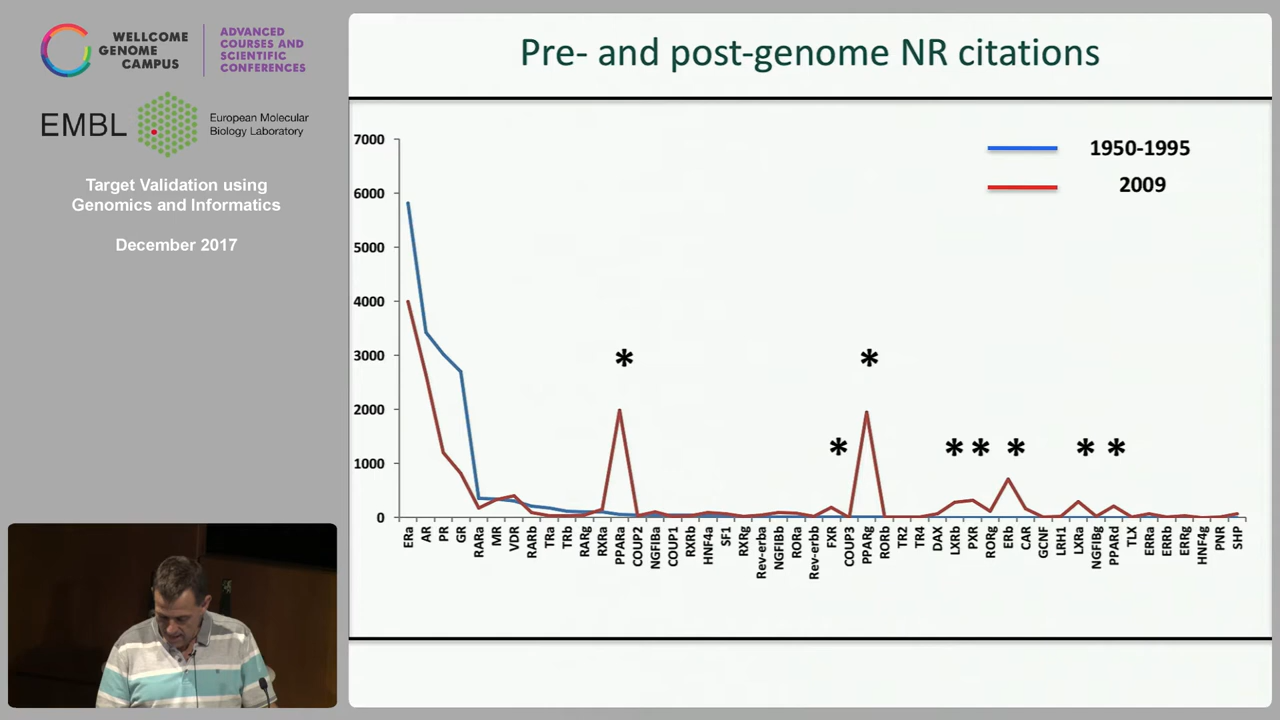 WELLCOME
GENOME
CAMPUS
ADVANCED
COURSES AND
SCIENTIFIC
CONFERENCES
EMBL
European Molecular
Biology Laboratory
Target Validation using
Genomics and Informatics
December 2017
Pre- and post-genome NR citations
1950-1995
2009
7000
6000
5000
4000
3000
2000
1000
0
* * * * * * * *
ERa
AR
PR
GR
RARa
MR
VDR
RARb
TRa
TRb
RARg
RXRa
PPARa
COUP2
NGFIBa
COUP1
RXRb
HNF4a
SF1
RXRg
Rev-erba
NGFIBb
RORa
Rev-erbb
FXR
COUP3
PPARg
RORb
TR2
TR4
DAX
LXRb
PXR
RORg
ERb
CAR
GCNF
LRH1
LXRa
NGFIBg
PPARd
TLX
ERRa
ERRb
ERRg
HNF4g
PNR
SHP